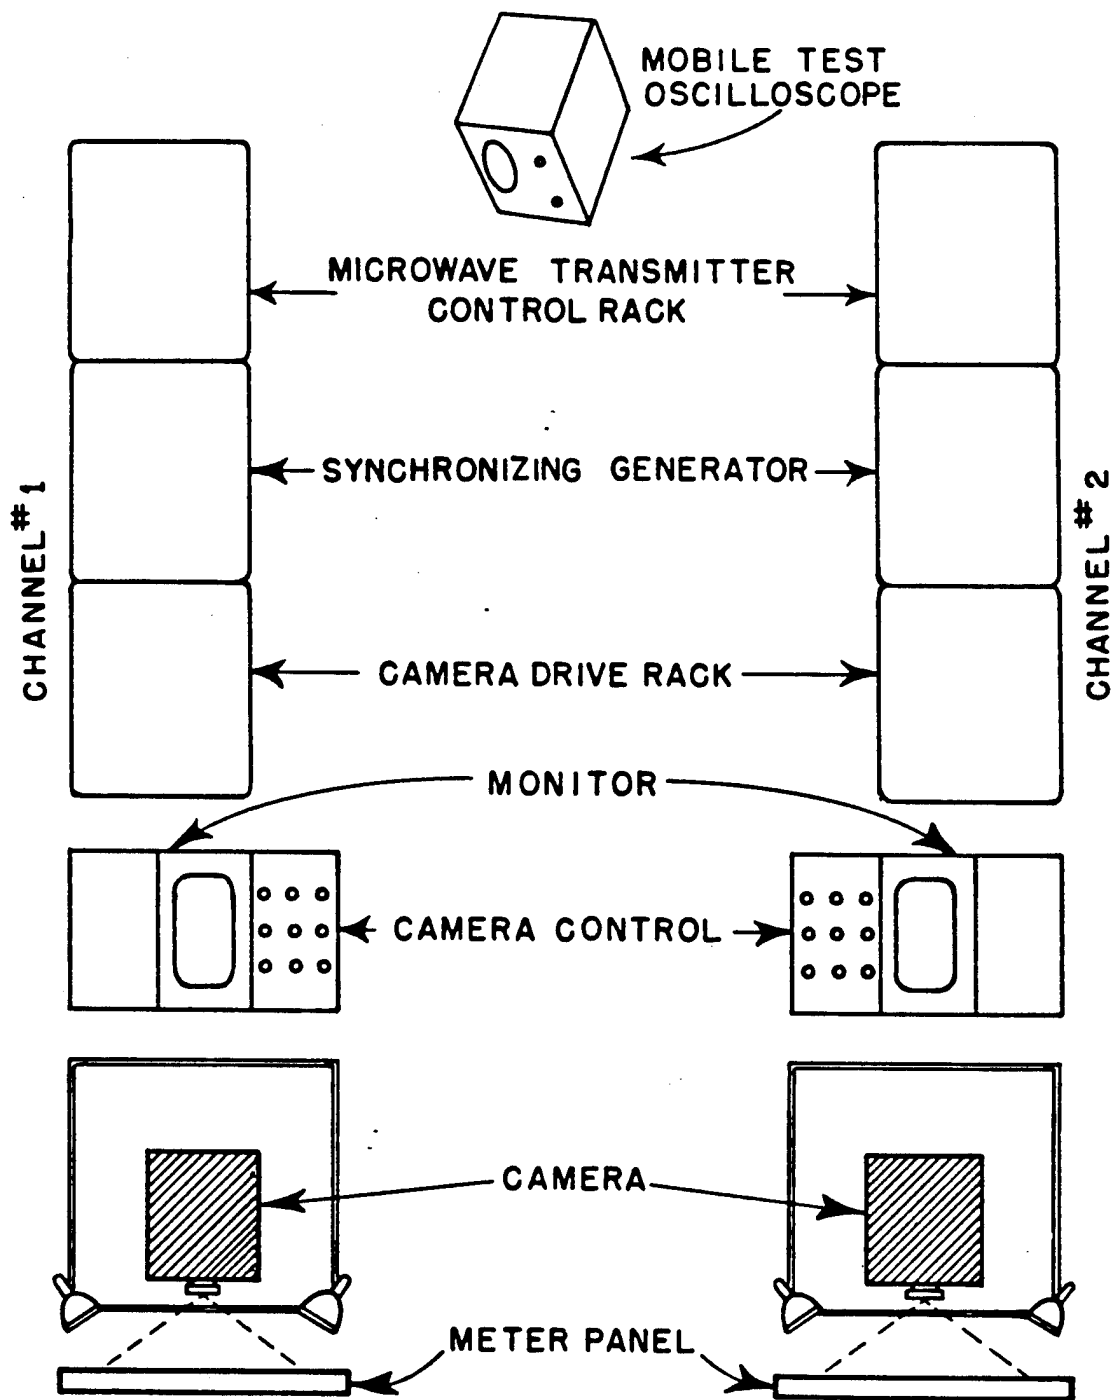 MOBILE TEST
OSCILLOSCOPE
MICROWAVE TRANSMITTER
CONTROL RACK
SYNCHRONIZING GENERATOR
CHANNEL #1
CHANNEL #2
CAMERA DRIVE RACK
MONITOR
CAMERA CONTROL
CAMERA
METER PANEL